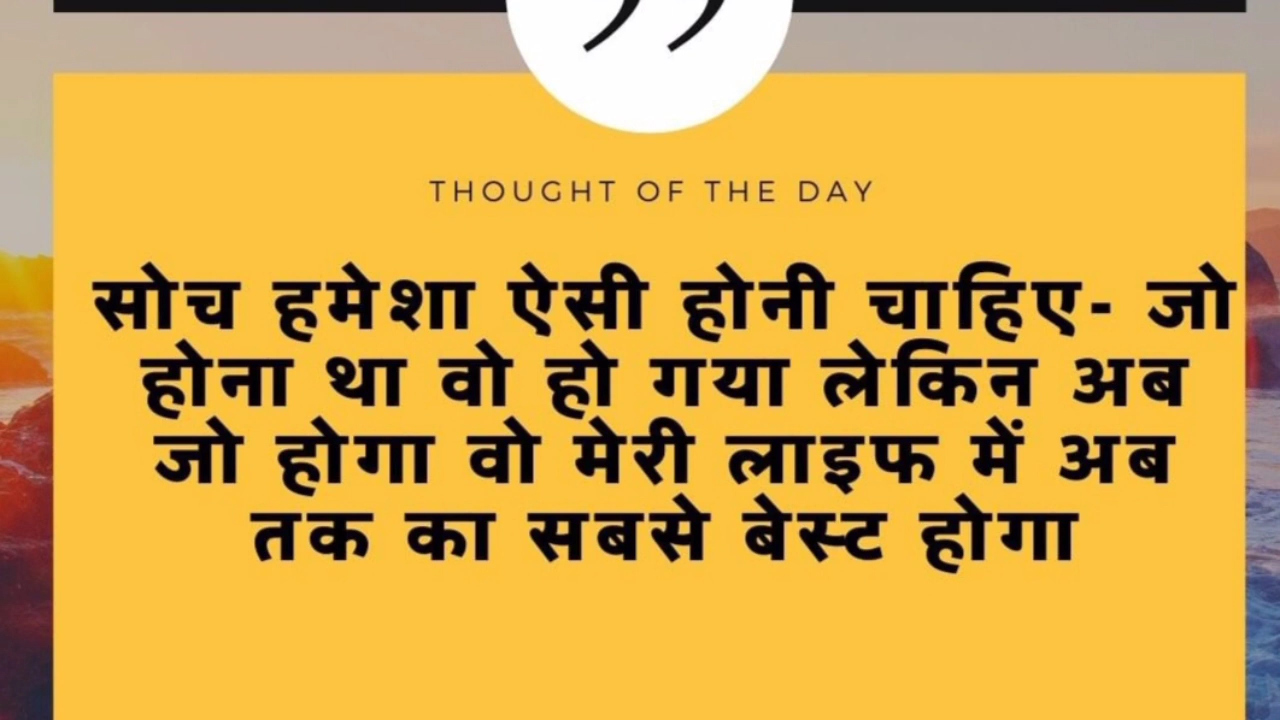 ”
THOUGHT OF THE DAY
सोच हमेशा ऐसी होनी चाहिए- जो
होना था वो हो गया लेकिन अब
जो होगा वो मेरी लाइफ में अब
तक का सबसे बेस्ट होगा